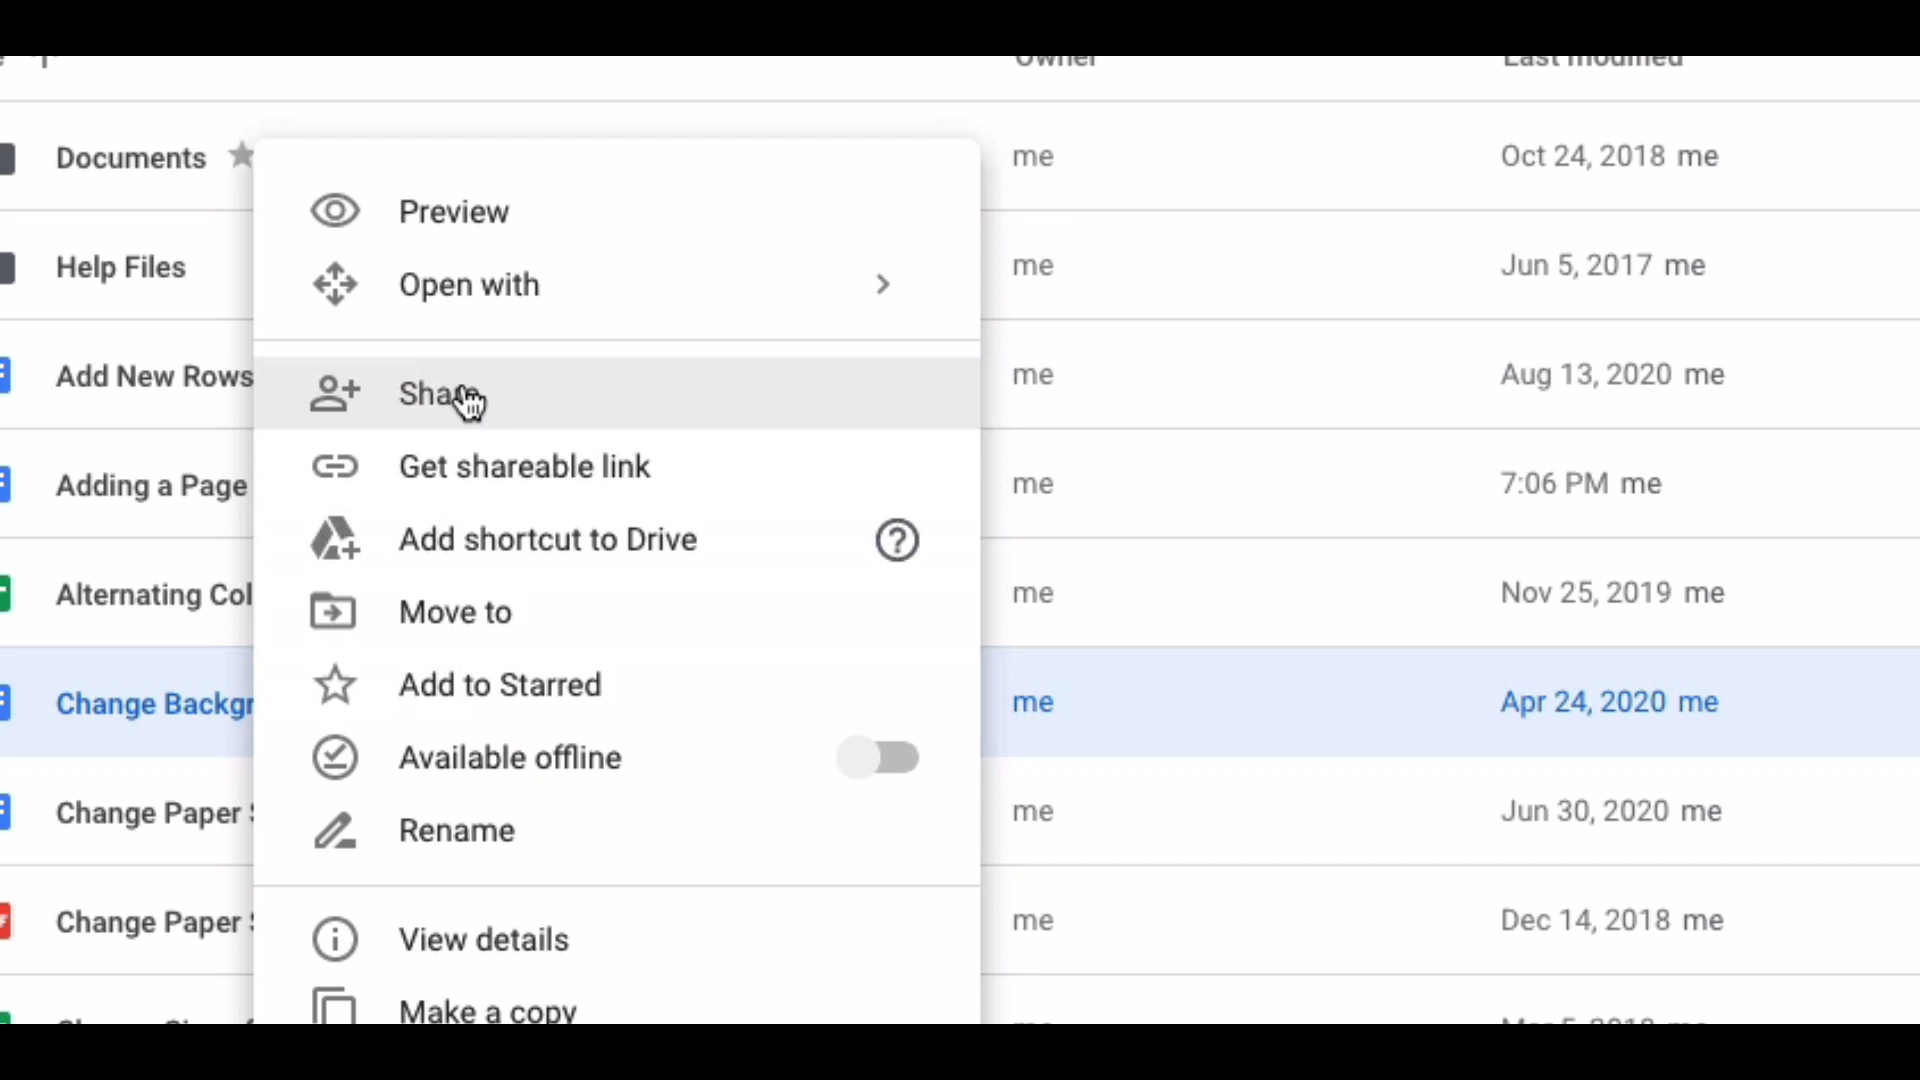 Owner Last modified
Documents me Oct 24, 2018 me
Preview
Help Files me Jun 5, 2017 me
Open with
Add New Rows me Aug 13, 2020 me
Share
Get shareable link
Adding a Page me 7:06 PM me
Add shortcut to Drive ?
Alternating Col me Nov 25, 2019 me
Move to
Add to Starred
Change Backgr me Apr 24, 2020 me
Available offline
Change Paper me Jun 30, 2020 me
Rename
Change Paper me Dec 14, 2018 me
View details
Make a copy